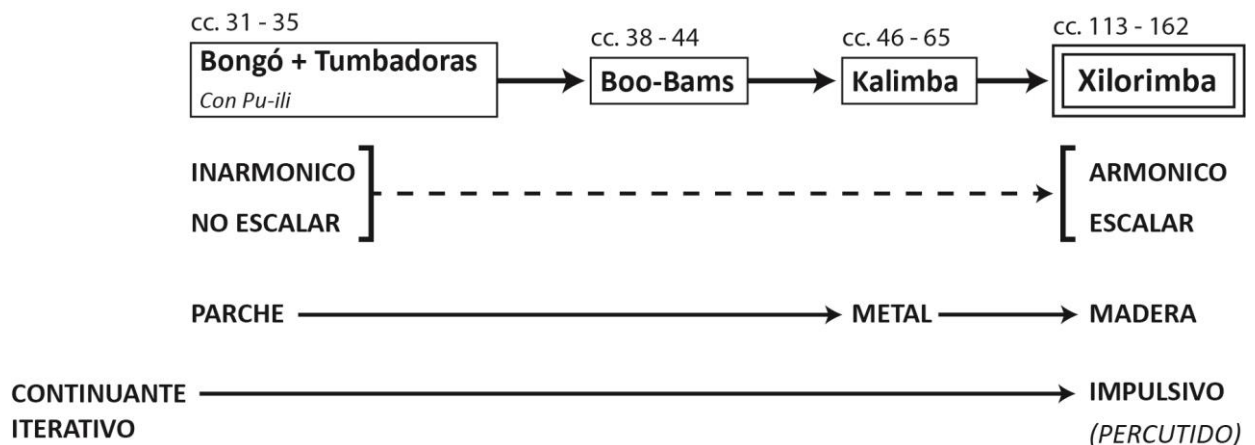 cc. 31 - 35
Bongó + Tumbadoras
Con Pu-ili
cc. 38 - 44
Boo-Bams
cc. 46 - 65
Kalimba
cc. 113 - 162
Xilorimba
INARMONICO
NO ESCALAR
ARMONICO
ESCALAR
PARCHE
METAL
MADERA
CONTINUANTE
ITERATIVO
IMPULSIVO
(PERCUTIDO)